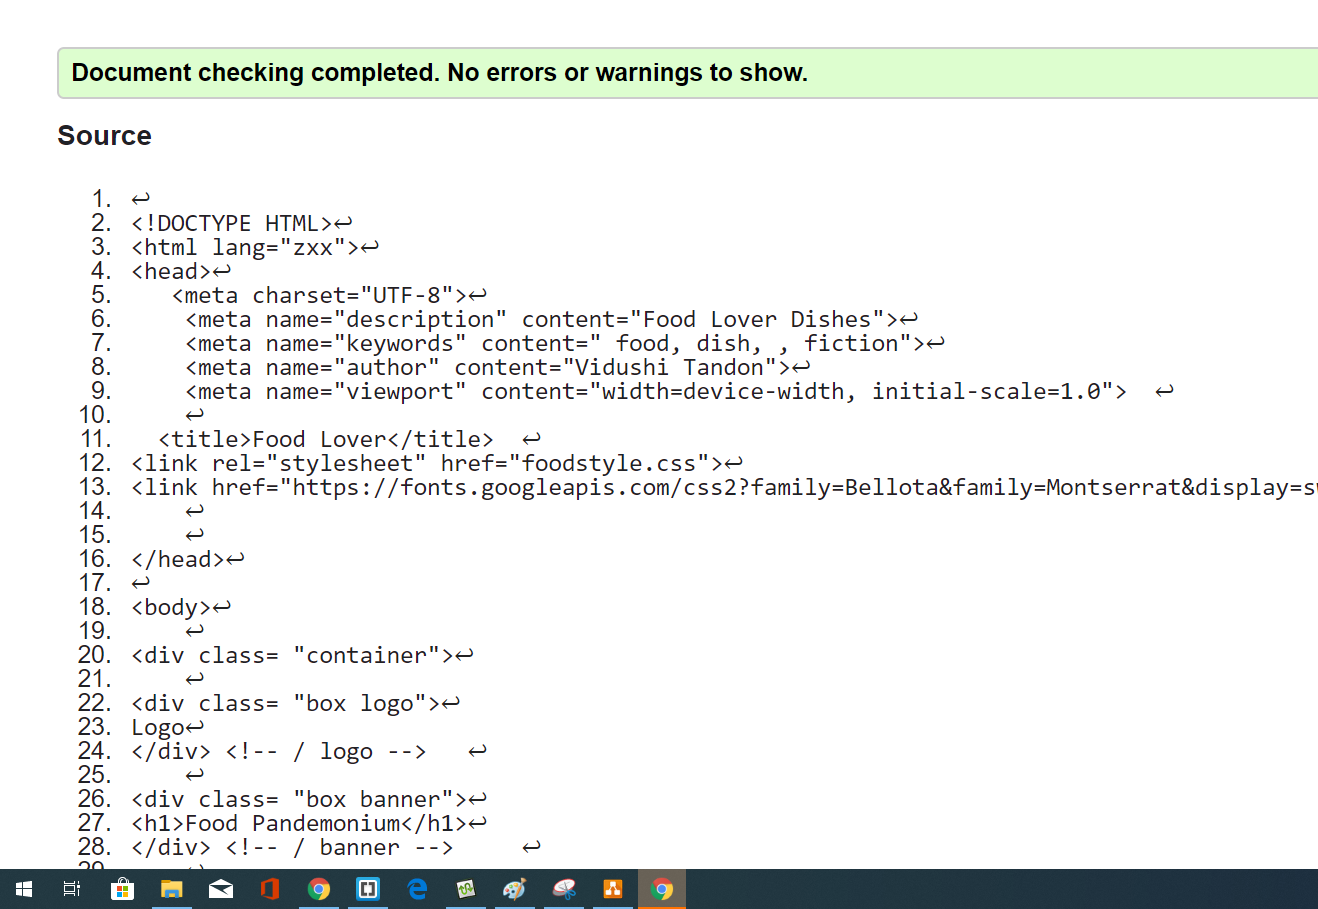 Document checking completed. No errors or warnings to show.
Source
1. ↩
2. <!DOCTYPE HTML>↩
3. <html lang="zxx">↩
4. <head>↩
5. <meta charset="UTF-8">↩
6. <meta name="description" content="Food Lover Dishes">↩
7. <meta name="keywords" content=" food, dish, , fiction">↩
8. <meta name="author" content="Vidushi Tandon">↩
9. <meta name="viewport" content="width=device-width, initial-scale=1.0"> ↩
10. ↩
11. <title>Food Lover</title> ↩
12. <link rel="stylesheet" href="foodstyle.css">↩
13. <link href="https://fonts.googleapis.com/css2?family=Bellota&family=Montserrat&display=s
14. ↩
15. ↩
16. </head>↩
17. ↩
18. <body>↩
19. ↩
20. <div class= "container">↩
21. ↩
22. <div class= "box logo">↩
23. Logo↩
24. </div> <!-- / logo --> ↩
25. ↩
26. <div class= "box banner">↩
27. <h1>Food Pandemonium</h1>↩
28. </div> <!-- / banner --> ↩